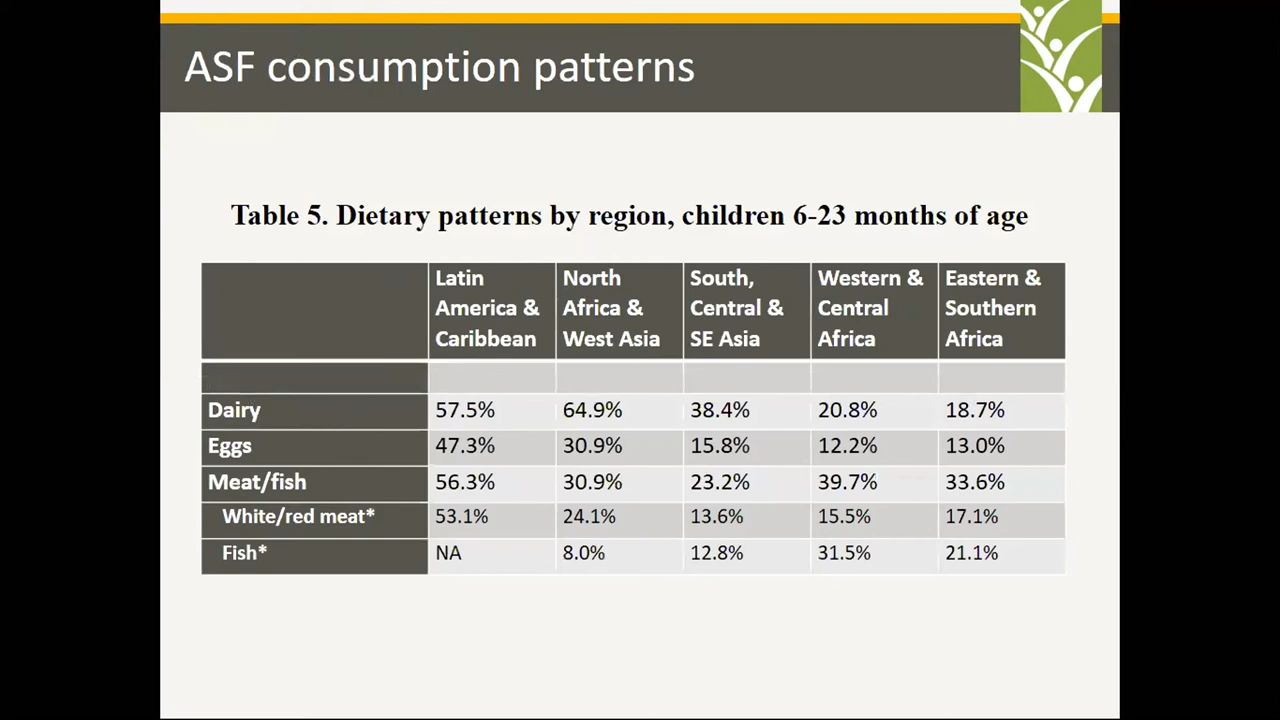 ASF consumption patterns
Table 5. Dietary patterns by region, children 6-23 months of age
Latin America & Caribbean North Africa & West Asia South, Central & SE Asia Western & Central Africa Eastern & Southern Africa
Dairy 57.5% 64.9% 38.4% 20.8% 18.7%
Eggs 47.3% 30.9% 15.8% 12.2% 13.0%
Meat/fish 56.3% 30.9% 23.2% 39.7% 33.6%
White/red meat* 53.1% 24.1% 13.6% 15.5% 17.1%
Fish* NA 8.0% 12.8% 31.5% 21.1%